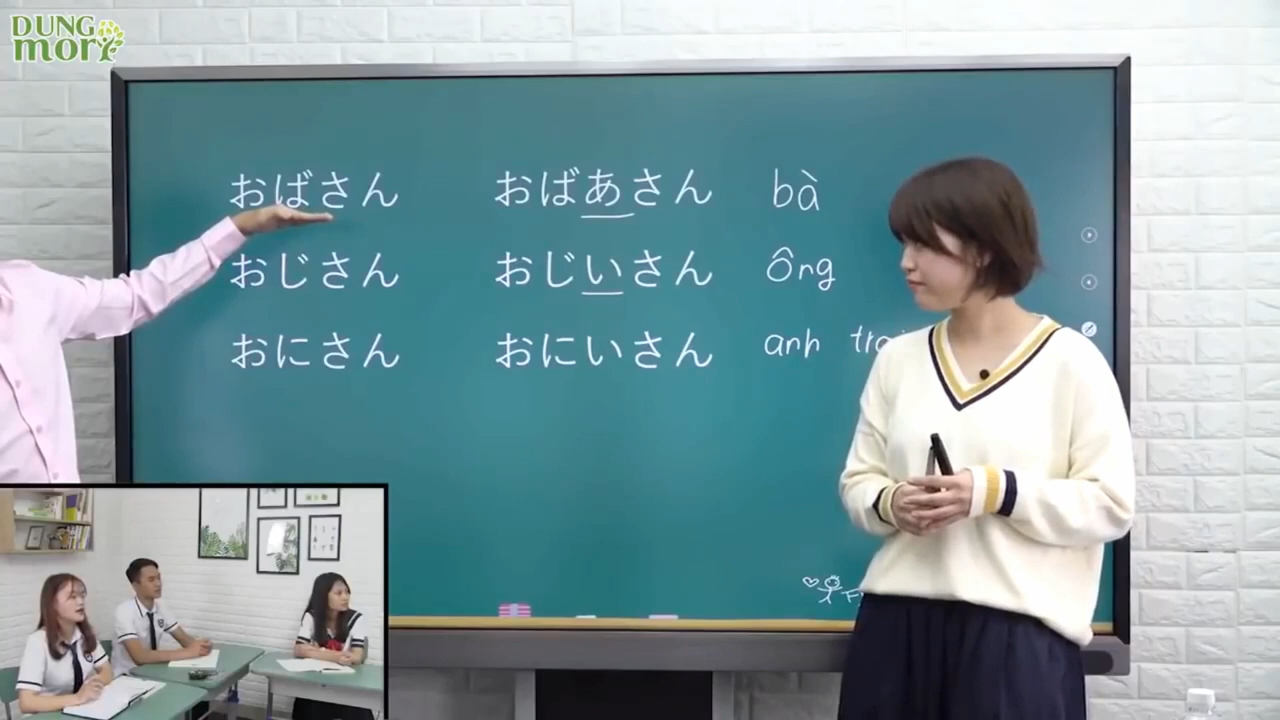 DUNG
mori
おばさん おばあさん bà
おじさん おじいさん ông
おにさん おにいさん anh